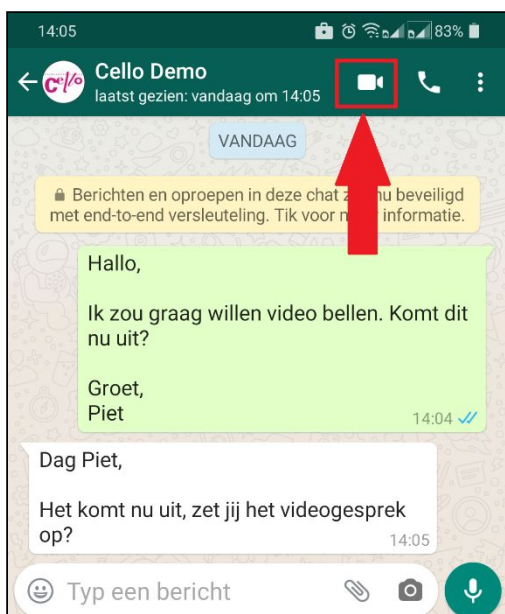 14:05 83%
Cello
Cello Demo
laatst gezien: vandaag om 14:05
VANDAAG
Berichten en oproepen in deze chat nu beveiligd
met end-to-end versleuteling. Tik voor informatie.
Hallo,
Ik zou graag willen video bellen. Komt dit
nu uit?
Groet,
Piet
14:04
Dag Piet,
Het komt nu uit, zet jij het videogesprek
op?
14:05
Typ een bericht